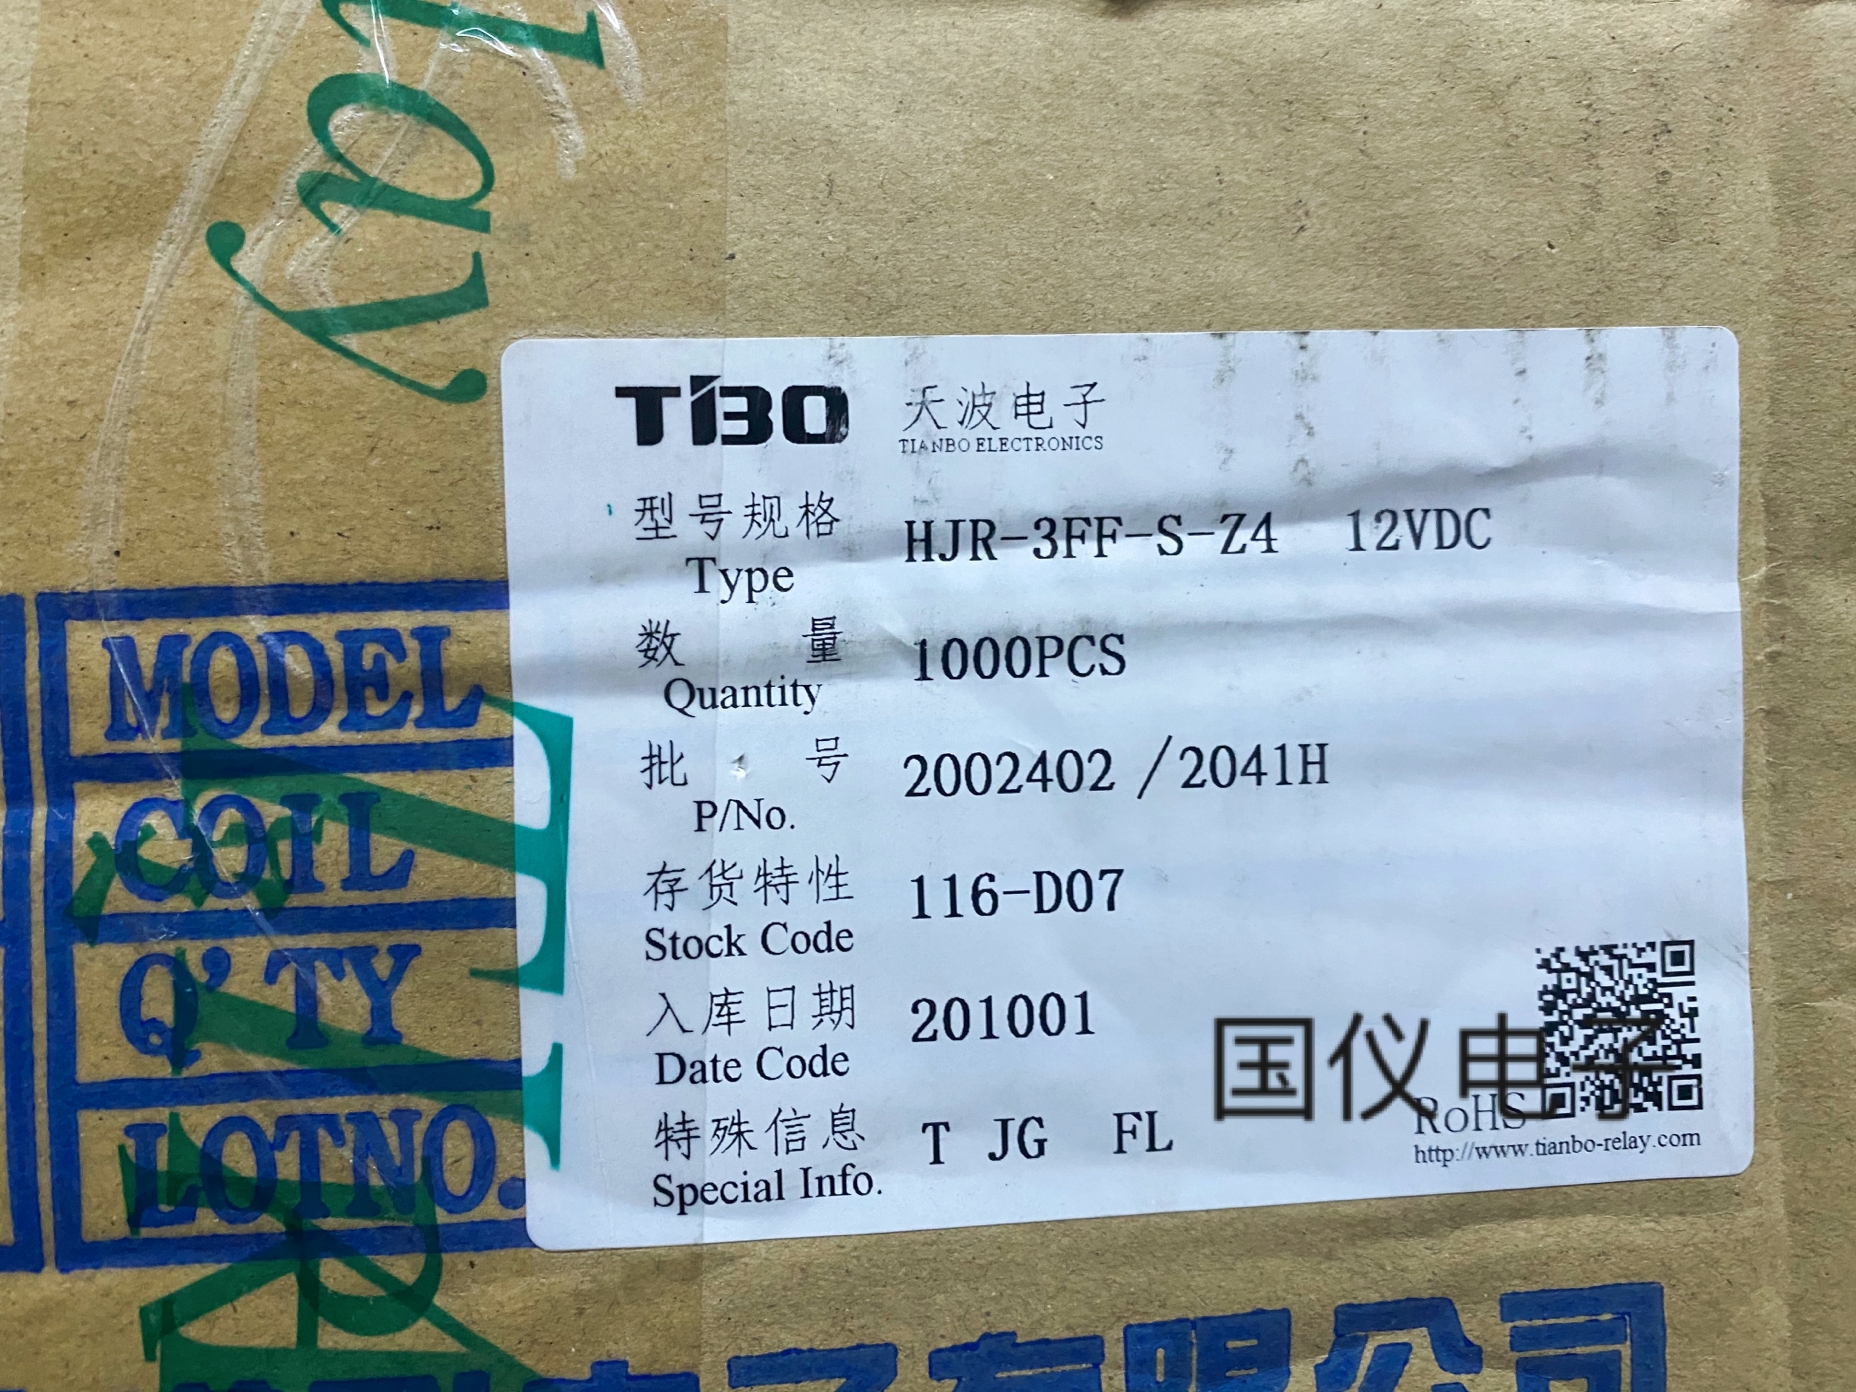 lay
TIBO 天波电子
TIANBO ELECTRONICS
型号规格 HJR-3FF-S-Z4 12VDC
Type
数量 1000PCS
Quantity
批号 2002402 /2041H
P/No.
存货特性 116-D07
Stock Code
入库日期 201001
Date Code
特殊信息 T JG FL
Special Info.
国仪电子
RoHS
http://www.tianbo-relay.com
MODEL
COIL
Q'TY
LOTNO.
电子有限公司